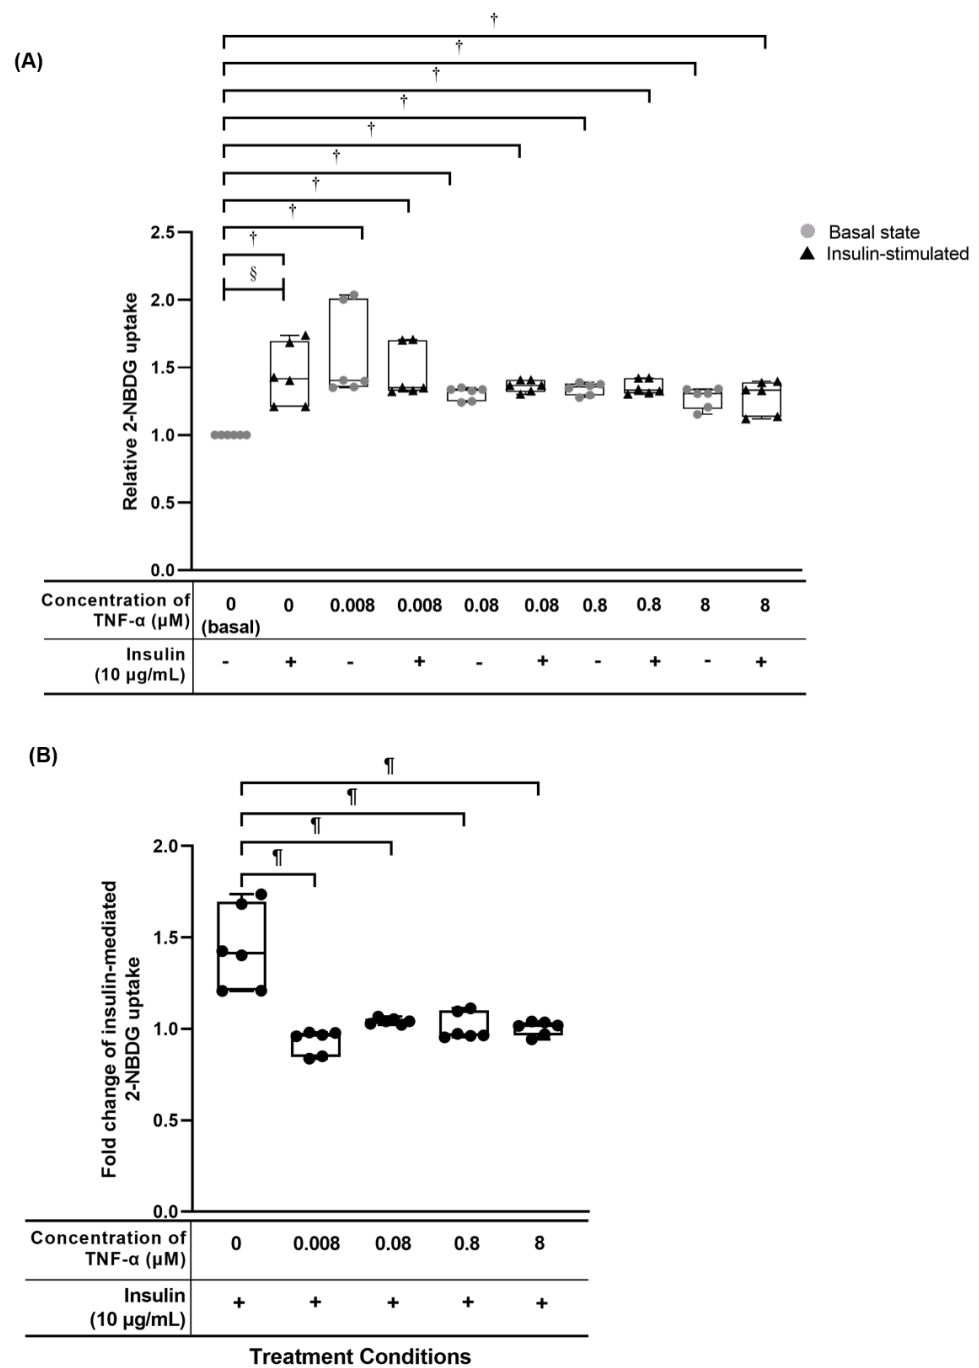 (A)
†
†
†
†
†
†
†
†
†
§
Basal state
Insulin-stimulated
Relative 2-NBDG uptake
2.5
2.0
1.5
1.0
0.5
0.0
Concentration of TNF-α (μM)
0 (basal) 0 0.008 0.008 0.08 0.08 0.8 0.8 8 8
Insulin (10 μg/mL)
- + - + - + - + - +
(B)
¶
¶
¶
¶
Fold change of insulin-mediated
2-NBDG uptake
2.0
1.5
1.0
0.5
0.0
Concentration of TNF-α (μM)
0 0.008 0.08 0.8 8
Insulin (10 μg/mL)
+ + + + +
Treatment Conditions